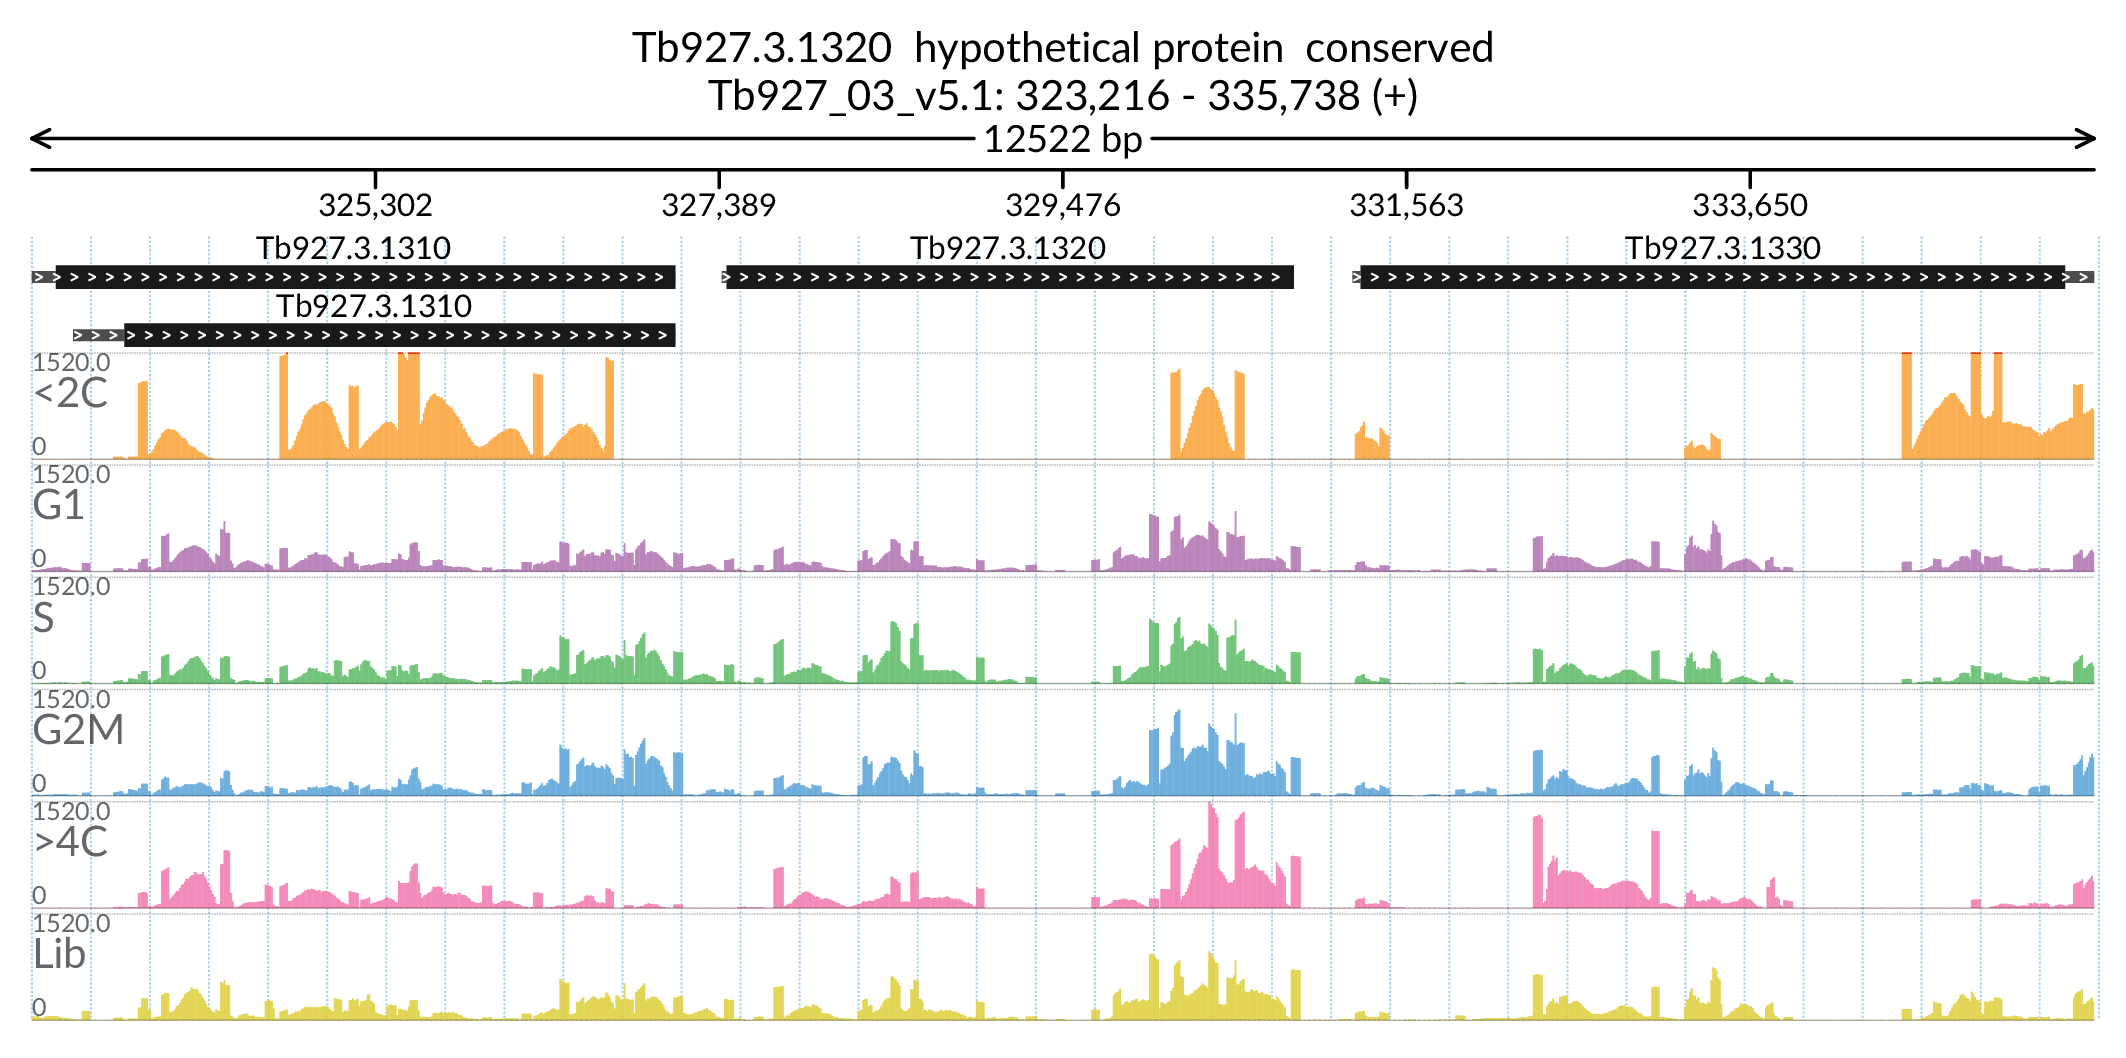 Tb927.3.1320  hypothetical protein  conserved
Tb927_03_v5.1: 323,216 - 335,738 (+)
12522 bp
325,302 327,389 329,476 331,563 333,650
Tb927.3.1310 Tb927.3.1320 Tb927.3.1330
Tb927.3.1310
1520.0
<2C
0
1520.0
G1
0
1520.0
S
0
1520.0
G2M
0
1520.0
>4C
0
1520.0
Lib
0